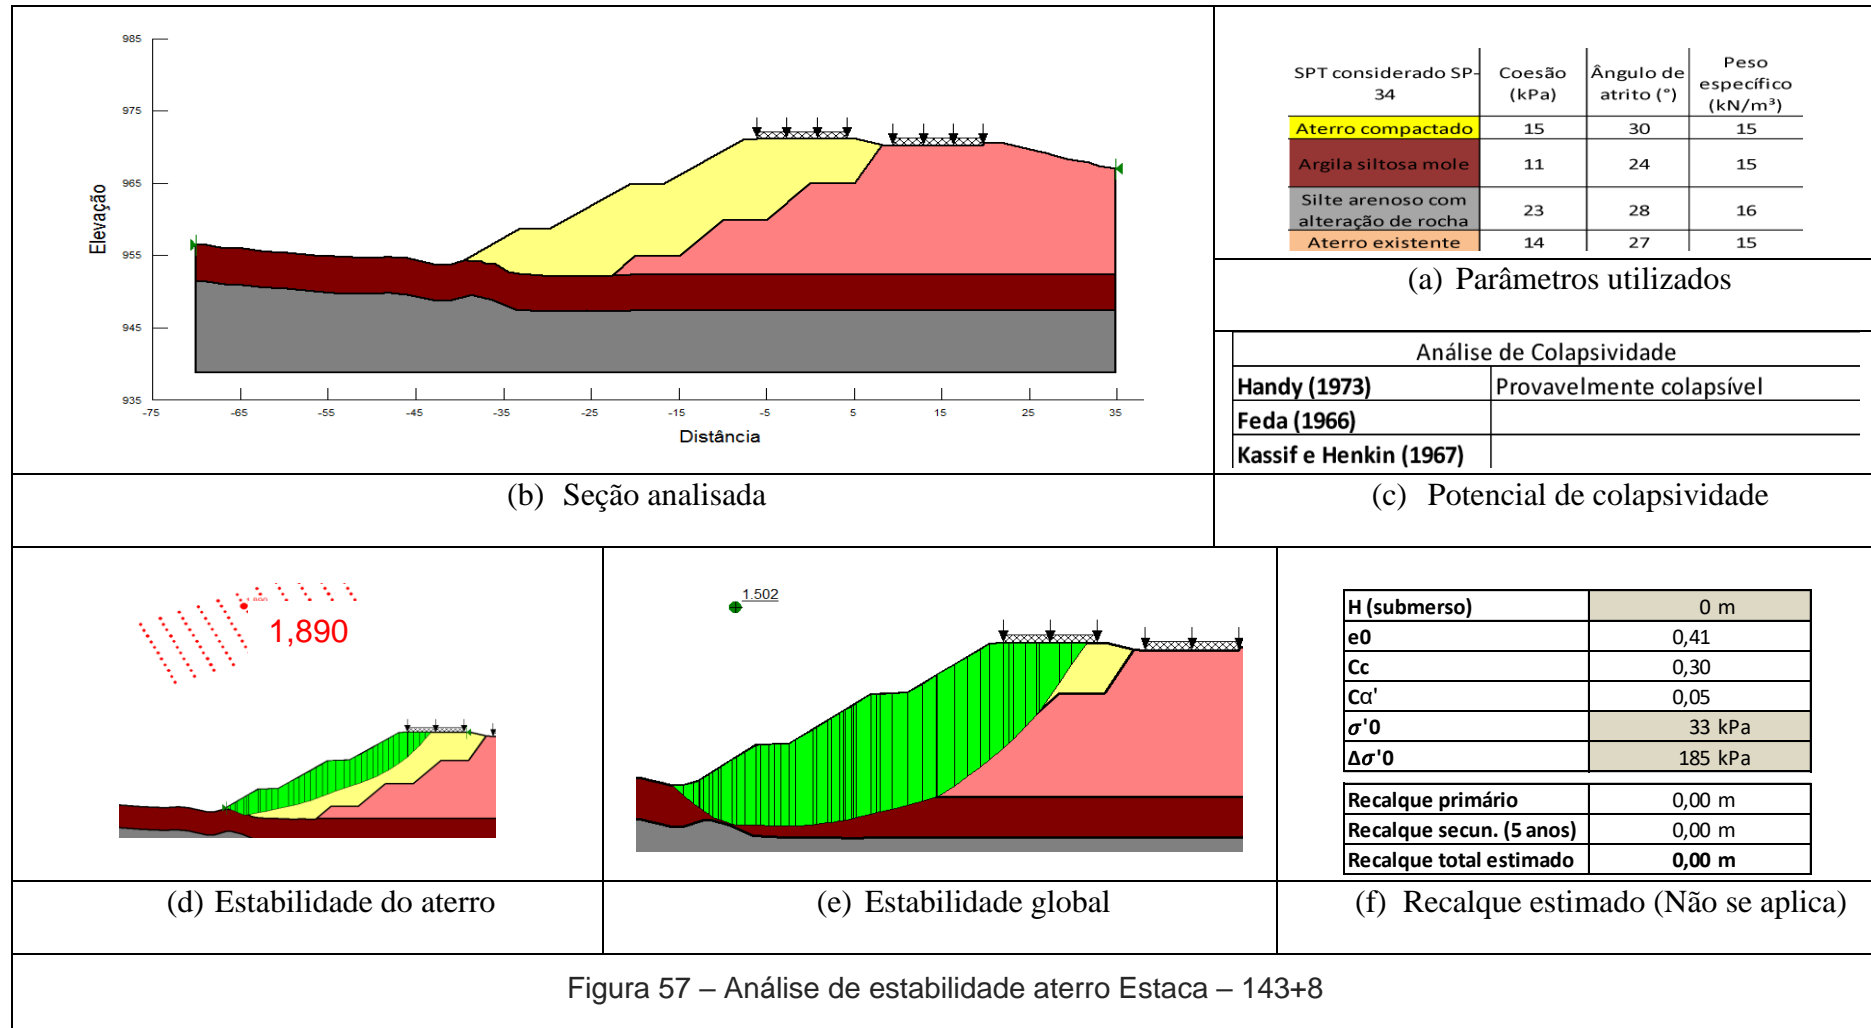 985
975
965
955
945
935
Elevação
-75
-65
-55
-45
-35
-25
-15
-5
5
15
25
35
Distância
(b) Seção analisada
SPT considerado SP-34
Coesão (kPa)
Ângulo de atrito (°)
Peso específico (kN/m³)
Aterro compactado 15 30 15
Argila siltosa mole 11 24 15
Silte arenoso com alteração de rocha 23 28 16
Aterro existente 14 27 15
(a) Parâmetros utilizados
Análise de Colapsividade
Handy (1973) Provavelmente colapsível
Feda (1966)
Kassif e Henkin (1967)
(c) Potencial de colapsividade
1,890
(d) Estabilidade do aterro
1.502
(e) Estabilidade global
H (submerso) 0 m
e0 0,41
Cc 0,30
Cα' 0,05
σ'0 33 kPa
Δσ'0 185 kPa
Recalque primário 0,00 m
Recalque secun. (5 anos) 0,00 m
Recalque total estimado 0,00 m
(f) Recalque estimado (Não se aplica)
Figura 57 – Análise de estabilidade aterro Estaca – 143+8